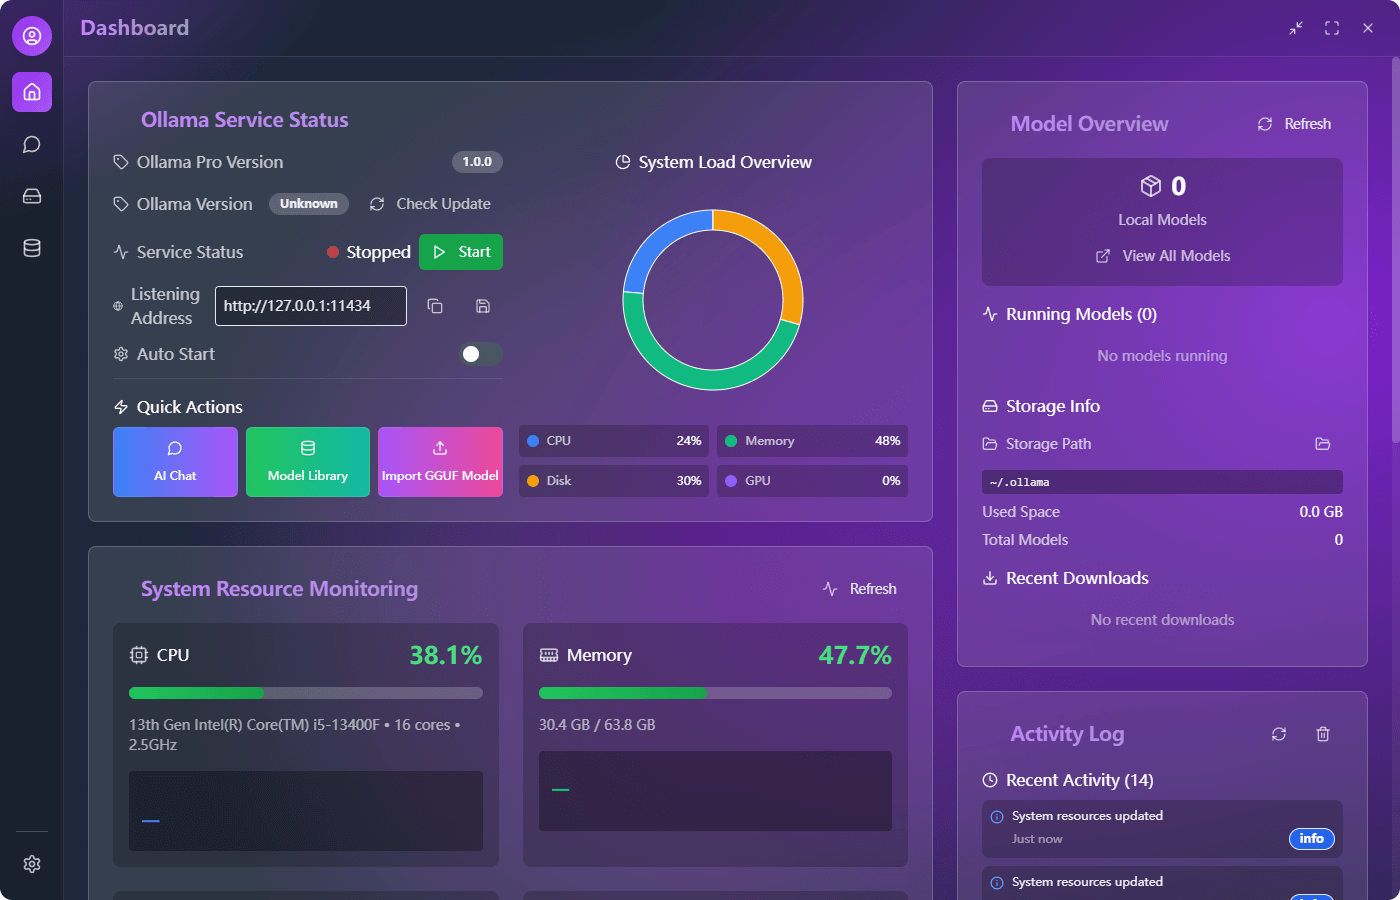 Dashboard
Ollama Service Status
Ollama Pro Version 1.0.0
Ollama Version Unknown Check Update
Service Status Stopped Start
Listening
Address
http://127.0.0.1:11434
Auto Start
Quick Actions
AI Chat
Model Library
Import GGUF Model
System Load Overview
CPU 24%
Memory 48%
Disk 30%
GPU 0%
System Resource Monitoring
Refresh
CPU 38.1%
13th Gen Intel(R) Core(TM) i5-13400F • 16 cores •
2.5GHz
Memory 47.7%
30.4 GB / 63.8 GB
Model Overview
Refresh
0
Local Models
View All Models
Running Models (0)
No models running
Storage Info
Storage Path
~/.ollama
Used Space 0.0 GB
Total Models 0
Recent Downloads
No recent downloads
Activity Log
Recent Activity (14)
System resources updated
Just now info
System resources updated